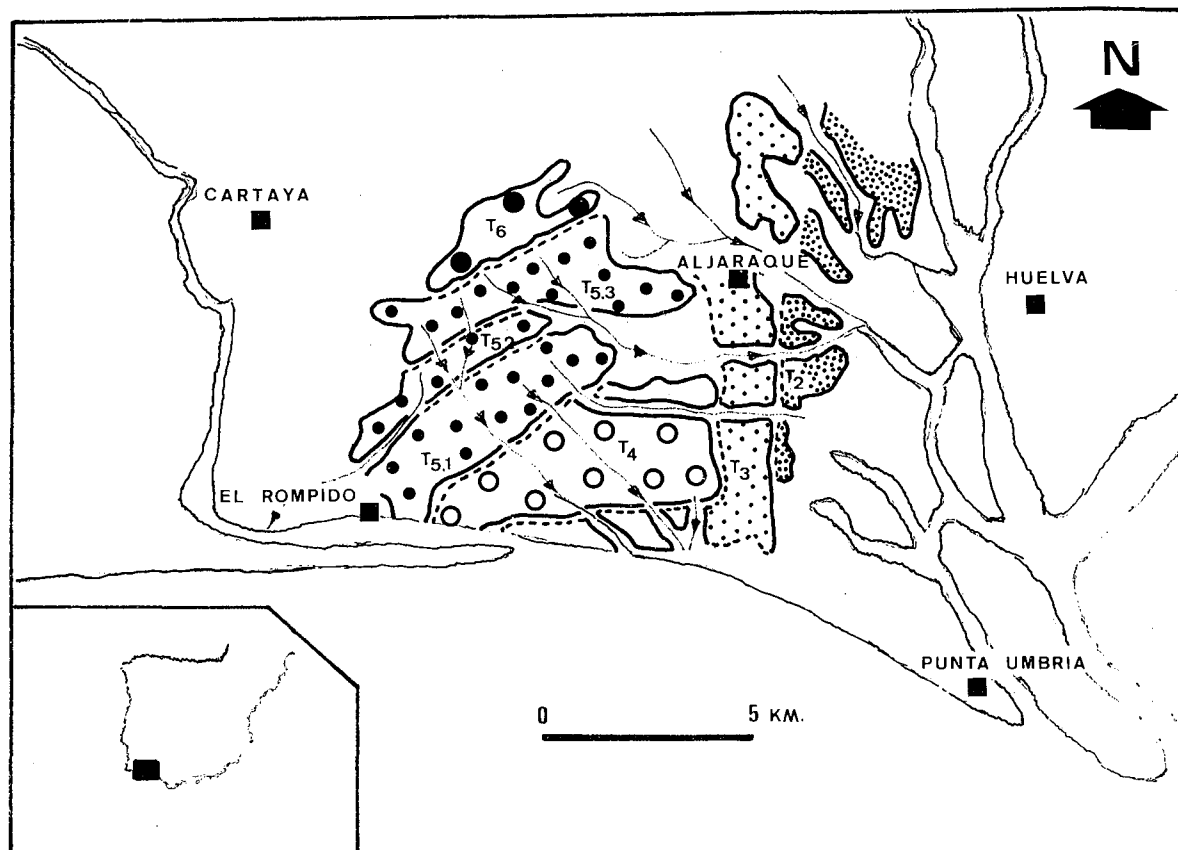 N
CARTAYA
T6
ALJARAQUE
HUELVA
T5.3
T5.2
T2
T5.1
T4
T3
EL ROMPIDO
PUNTA UMBRIA
0 5 KM.